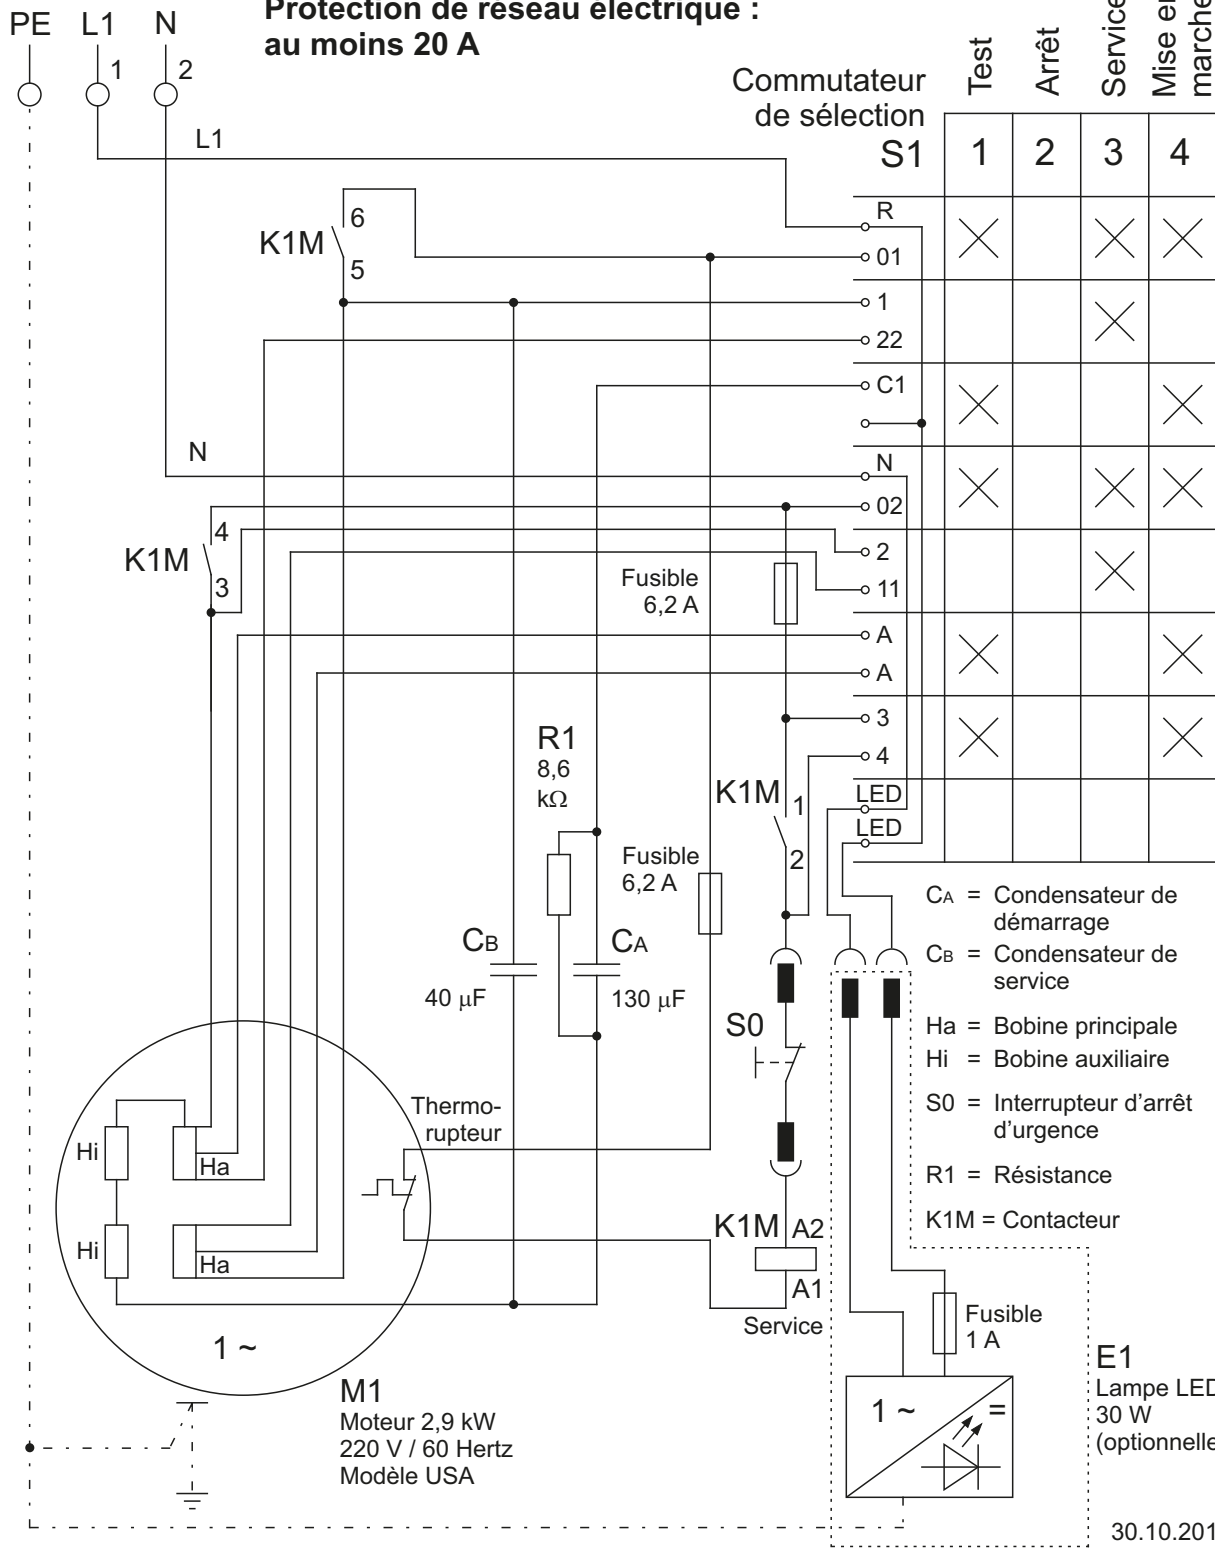 Protection de réseau électrique :
au moins 20 A
PE L1 N
1 2
L1
Commutateur
de sélection
S1
Test
Arrêt
Service
Mise en
marche
1 2 3 4
R
01
1
22
C1
N
02
2
11
A
A
3
4
LED
LED
K1M
6
5
N
K1M
4
3
Fusible
6,2 A
R1
8,6
kΩ
K1M
1
2
Fusible
6,2 A
CB
40 µF
CA
130 µF
S0
Thermo-
rupteur
Hi
Ha
Hi
Ha
1 ~
K1M
A2
A1
Service
M1
Moteur 2,9 kW
220 V / 60 Hertz
Modèle USA
CA = Condensateur de
démarrage
CB = Condensateur de
service
Ha = Bobine principale
Hi = Bobine auxiliaire
S0 = Interrupteur d’arrêt
d’urgence
R1 = Résistance
K1M = Contacteur
Fusible
1 A
1 ~ =
E1
Lampe LED
30 W
(optionnelle
30.10.201